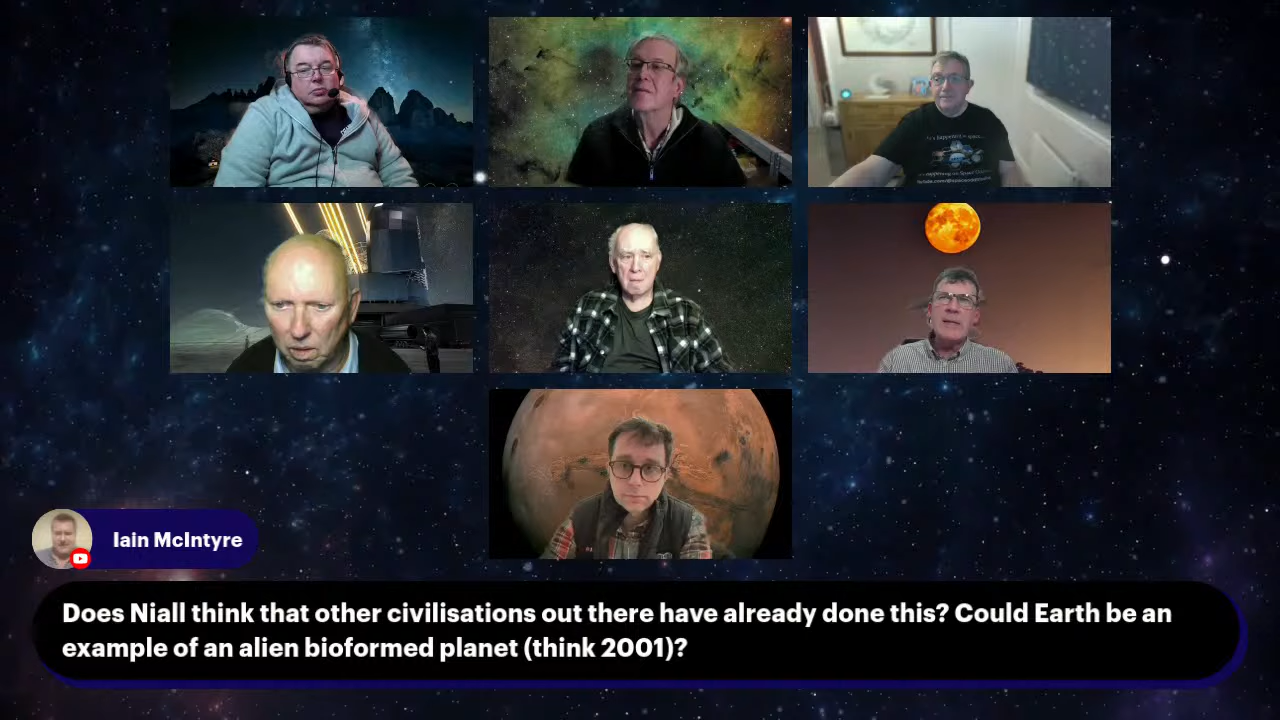 Iain McIntyre
Does Niall think that other civilisations out there have already done this? Could Earth be an
example of an alien bioformed planet (think 2001)?